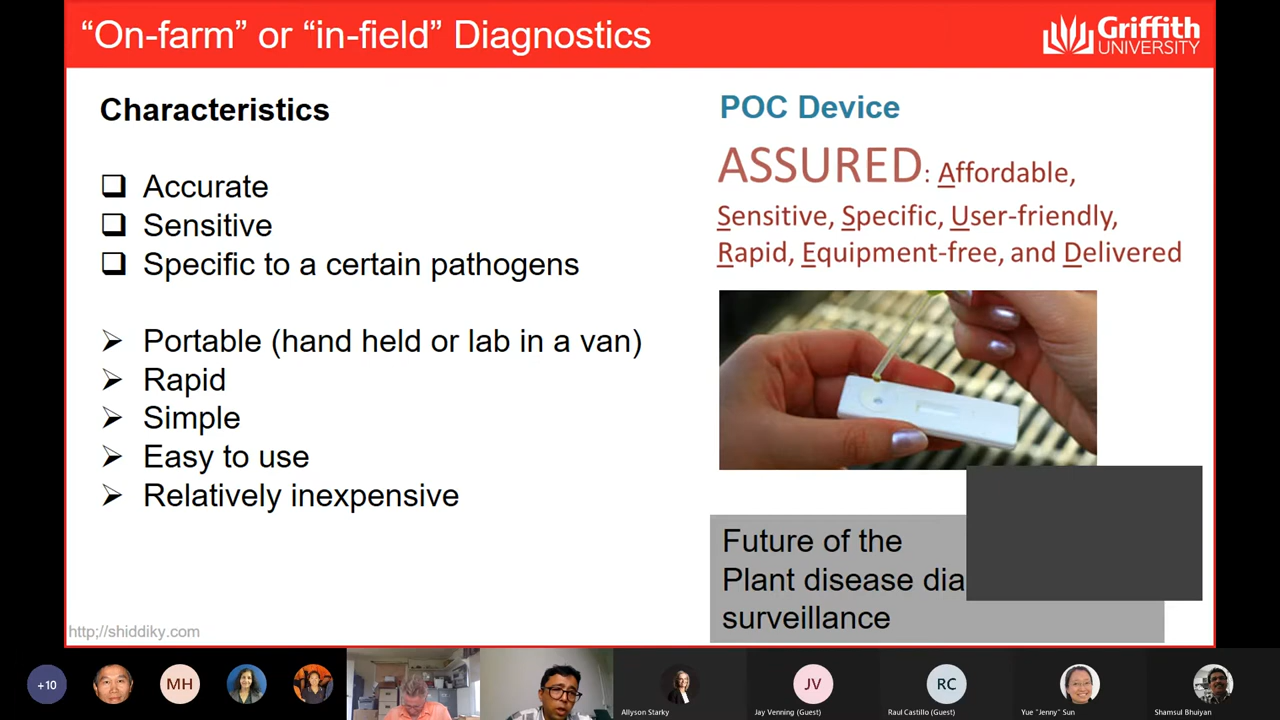 “On-farm” or “in-field” Diagnostics
Griffith
UNIVERSITY
Characteristics
Accurate
Sensitive
Specific to a certain pathogens
Portable (hand held or lab in a van)
Rapid
Simple
Easy to use
Relatively inexpensive
POC Device
ASSURED: Affordable,
Sensitive, Specific, User-friendly,
Rapid, Equipment-free, and Delivered
Future of the
Plant disease dia
surveillance
http;//shiddiky.com
+10
MH
Allyson Starky
JV
Jay Venning (Guest)
RC
Raul Castillo (Guest)
Yue "Jenny" Sun
Shamsul Bhuiyan